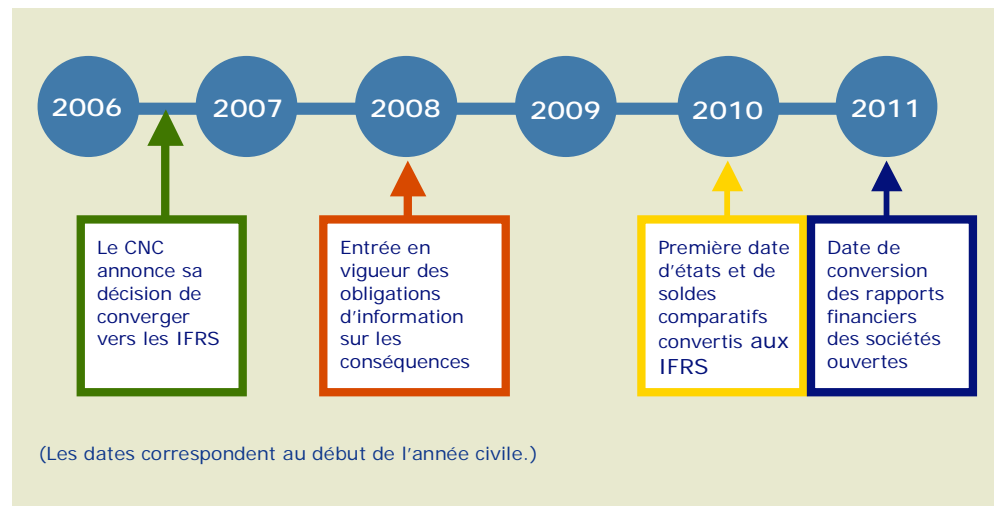 2006 2007 2008 2009 2010 2011
Le CNC
annonce sa
décision de
converger
vers les IFRS
Entrée en
vigueur des
obligations
d’information
sur les
conséquences
Première date
d’états et de
soldes
comparatifs
convertis aux
IFRS
Date de
conversion
des rapports
financiers
des sociétés
ouvertes
(Les dates correspondent au début de l’année civile.)